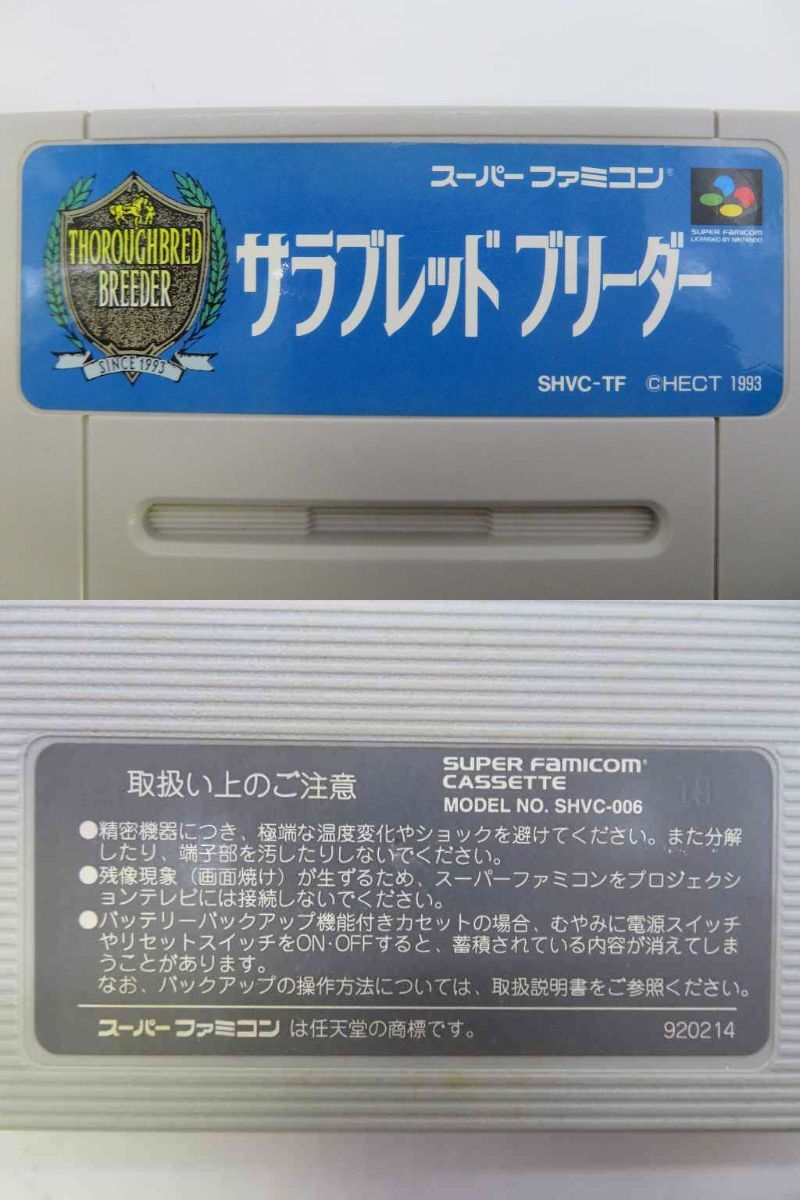 スーパーファミコン®
THOROUGHBRED
BREEDER
SINCE 1993
サラブレッド ブリーダー
SUPER FAMICOM
LICENSED BY NINTENDO
SHVC-TF ©HECT 1993
取扱い上のご注意
SUPER FAMICOM®
CASSETTE
MODEL NO. SHVC-006
●精密機器につき、極端な温度変化やショックを避けてください。また分解
したり、端子部を汚したりしないでください。
●残像現象(画面焼け)が生ずるため、スーパーファミコンをプロジェクシ
ョンテレビには接続しないでください。
●バッテリーバックアップ機能付きカセットの場合、むやみに電源スイッチ
やリセットスイッチをON·OFFすると、蓄積されている内容が消えてしま
うことがあります。
なお、バックアップの操作方法については、取扱説明書をご参照ください。
スーパーファミコン は任天堂の商標です。
920214